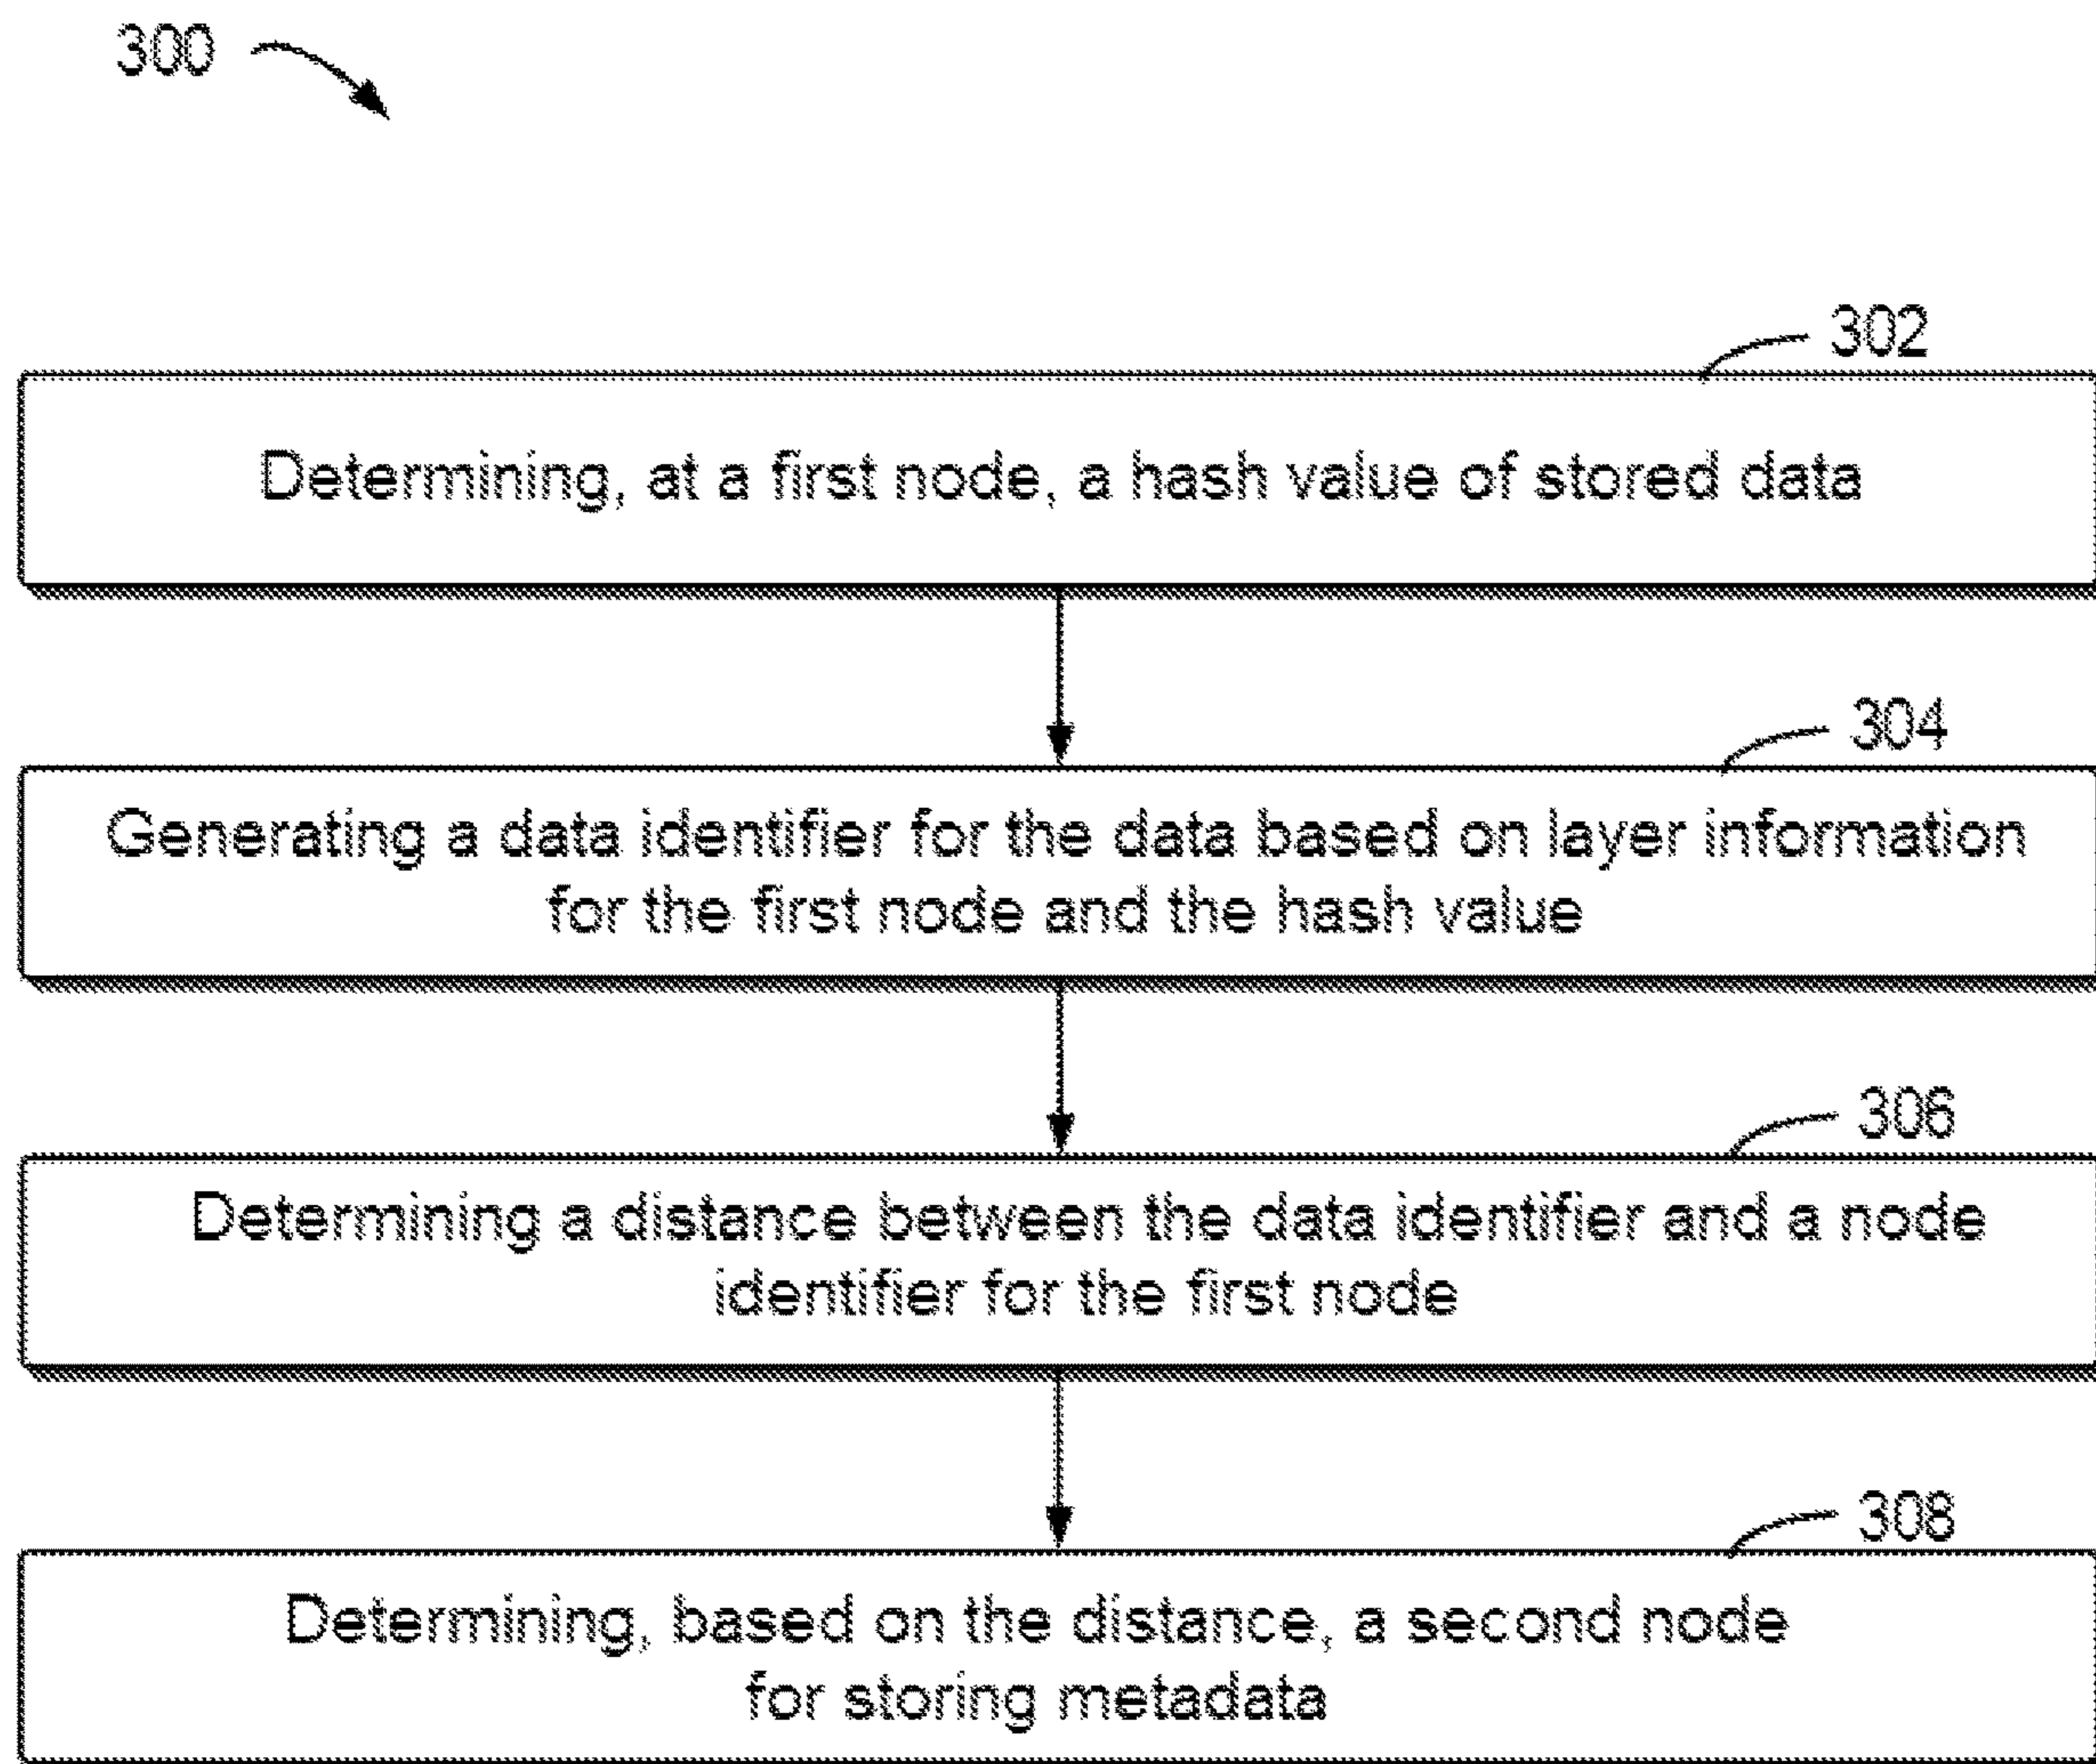 300
302
Determining, at a first node, a hash value of stored data
304
Generating a data identifier for the data based on layer information
for the first node and the hash value
306
Determining a distance between the data identifier and a node
identifier for the first node
308
Determining, based on the distance, a second node
for storing metadata